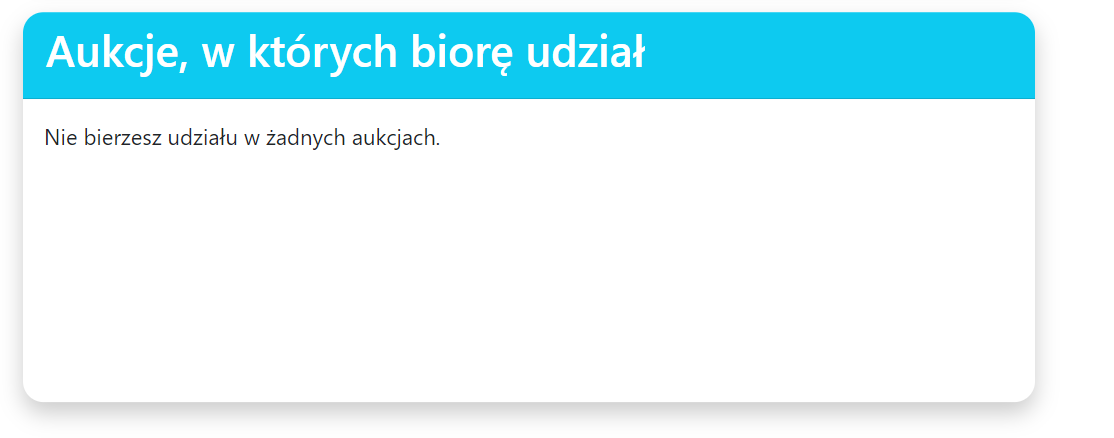 Aukcje, w których biorę udział
Nie bierzesz udziału w żadnych aukcjach.